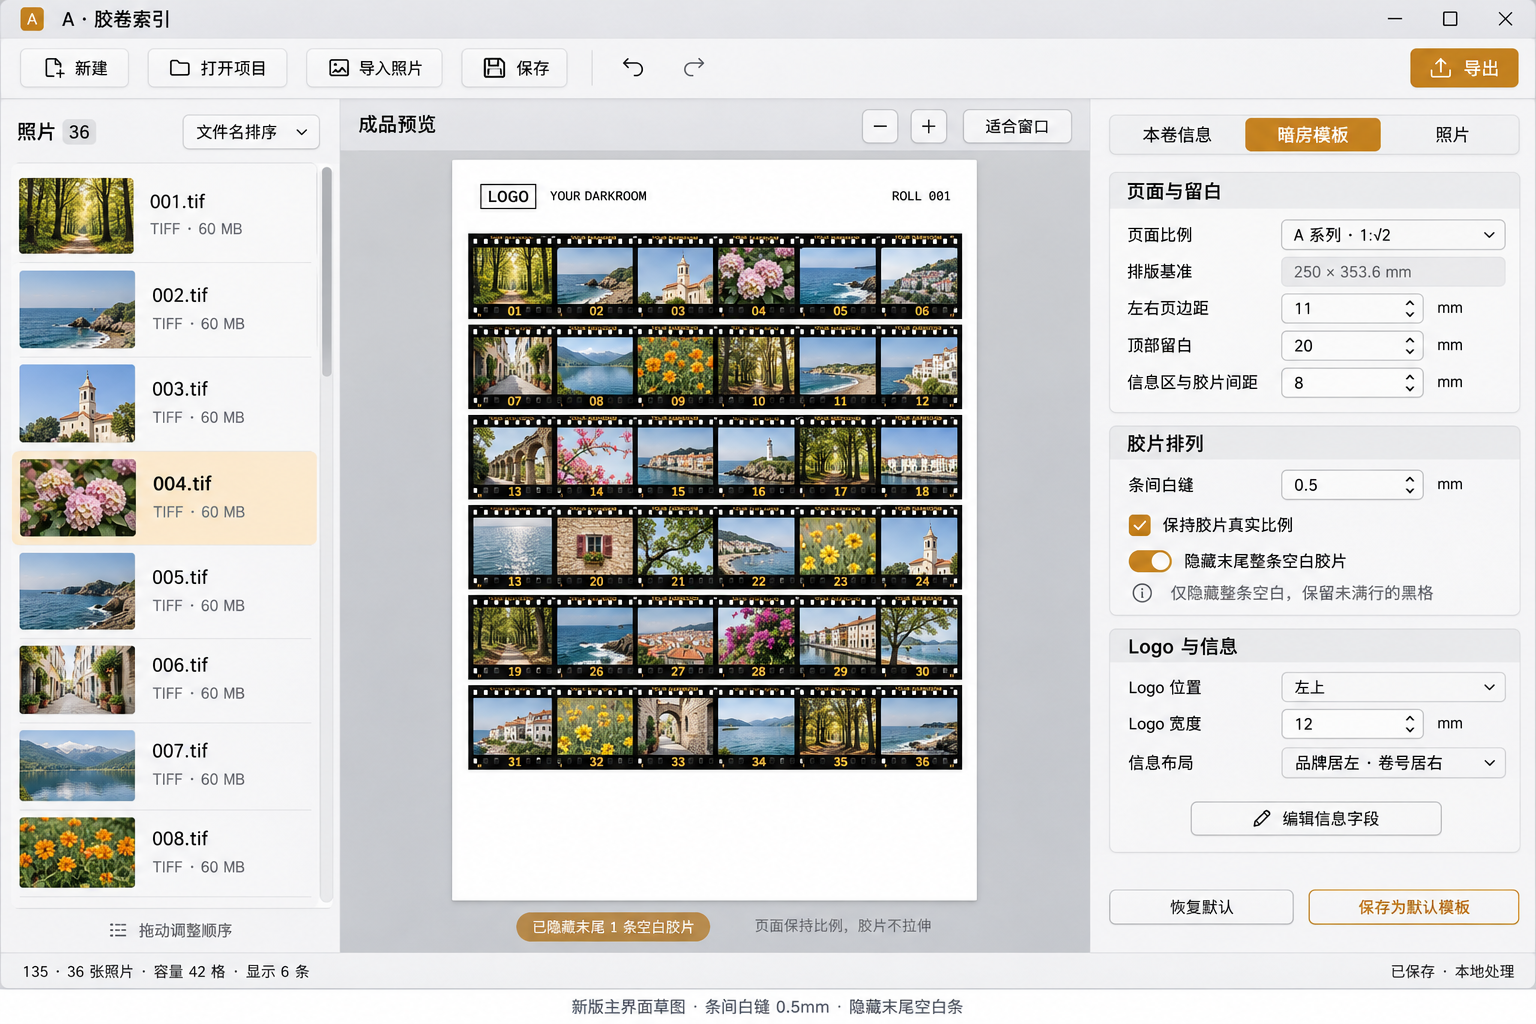 A A · 胶卷索引
新建 打开项目 导入照片 保存 导出
照片 36 文件名排序
001.tif
TIFF · 60 MB
002.tif
TIFF · 60 MB
003.tif
TIFF · 60 MB
004.tif
TIFF · 60 MB
005.tif
TIFF · 60 MB
006.tif
TIFF · 60 MB
007.tif
TIFF · 60 MB
008.tif
TIFF · 60 MB
拖动调整顺序
成品预览 适合窗口
LOGO YOUR DARKROOM ROLL 001
01 02 03 04 05 06
07 08 09 10 11 12
13 14 15 16 17 18
13 20 21 22 23 24
19 26 27 28 29 30
31 32 33 34 35 36
已隐藏末尾 1 条空白胶片 页面保持比例，胶片不拉伸
本卷信息 暗房模板 照片
页面与留白
页面比例 A 系列 · 1:√2
排版基准 250 × 353.6 mm
左右页边距 11 mm
顶部留白 20 mm
信息区与胶片间距 8 mm
胶片排列
条间白缝 0.5 mm
保持胶片真实比例
隐藏末尾整条空白胶片
仅隐藏整条空白，保留未满行的黑格
Logo 与信息
Logo 位置 左上
Logo 宽度 12 mm
信息布局 品牌居左 · 卷号居右
编辑信息字段
恢复默认 保存为默认模板
135 · 36 张照片 · 容量 42 格 · 显示 6 条 已保存 · 本地处理
新版主界面草图 · 条间白缝 0.5mm · 隐藏末尾空白条